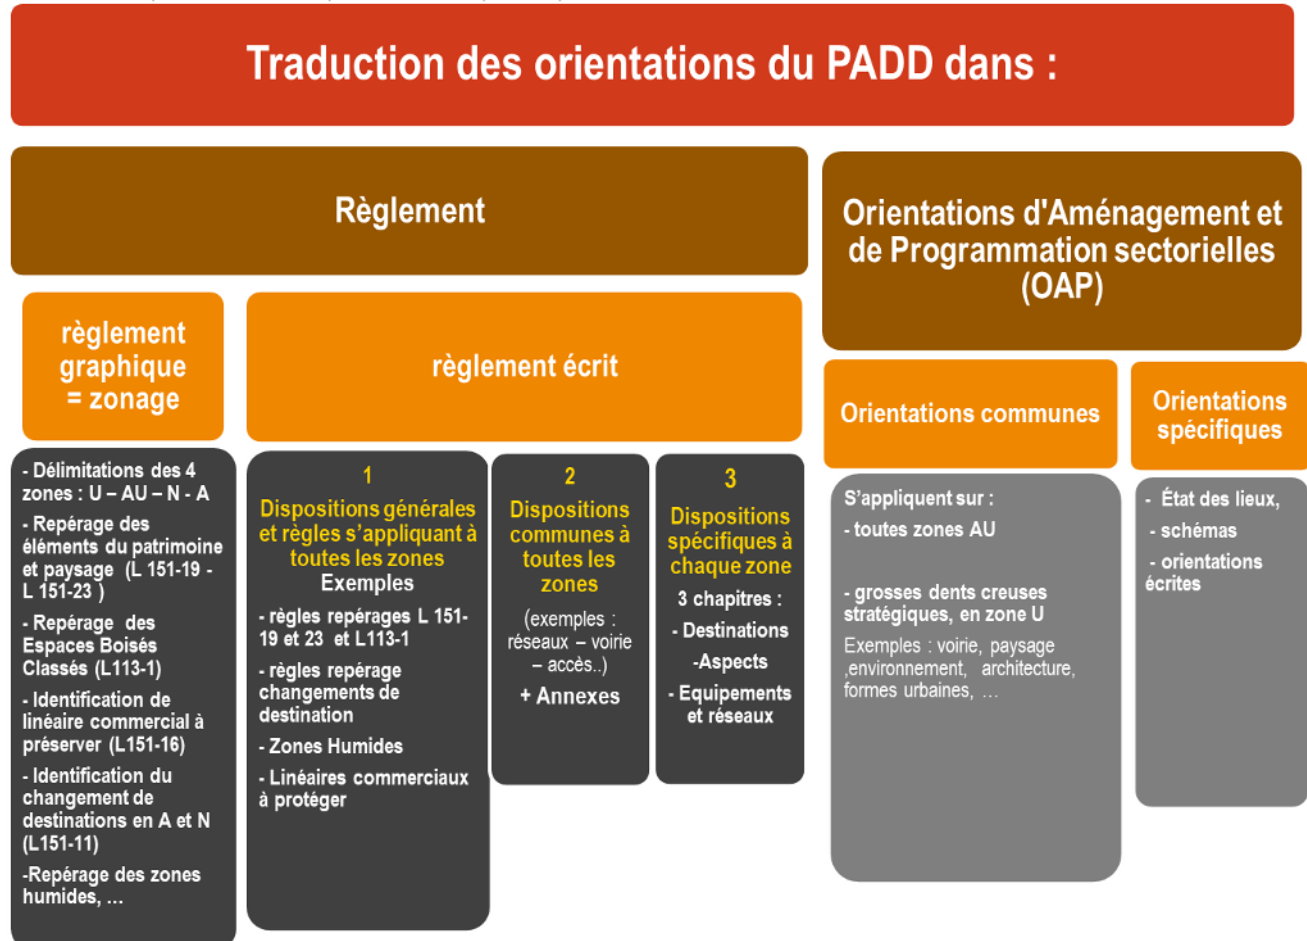 Traduction des orientations du PADD dans :
Règlement
règlement
graphique
= zonage
- Délimitations des 4
zones : U – AU – N - A
- Repérage des
éléments du patrimoine
et paysage (L 151-19 -
L 151-23 )
- Repérage des
Espaces Boisés
Classés (L113-1)
- Identification de
linéaire commercial à
préserver (L151-16)
- Identification du
changement de
destinations en A et N
(L151-11)
-Repérage des zones
humides, …
règlement écrit
1
Dispositions générales
et règles s’appliquant à
toutes les zones
Exemples
- règles repérages L 151-
19 et 23 et L113-1
- règles repérage
changements de
destination
- Zones Humides
- Linéaires commerciaux
à protéger
2
Dispositions
communes à
toutes les
zones
(exemples :
réseaux – voirie
– accès..)
+ Annexes
3
Dispositions
spécifiques à
chaque zone
3 chapitres :
- Destinations
-Aspects
- Equipements
et réseaux
Orientations d'Aménagement et
de Programmation sectorielles
(OAP)
Orientations communes
S’appliquent sur :
- toutes zones AU
- grosses dents creuses
stratégiques, en zone U
Exemples : voirie, paysage
,environnement, architecture,
formes urbaines, …
Orientations
spécifiques
- État des lieux,
- schémas
- orientations
écrites